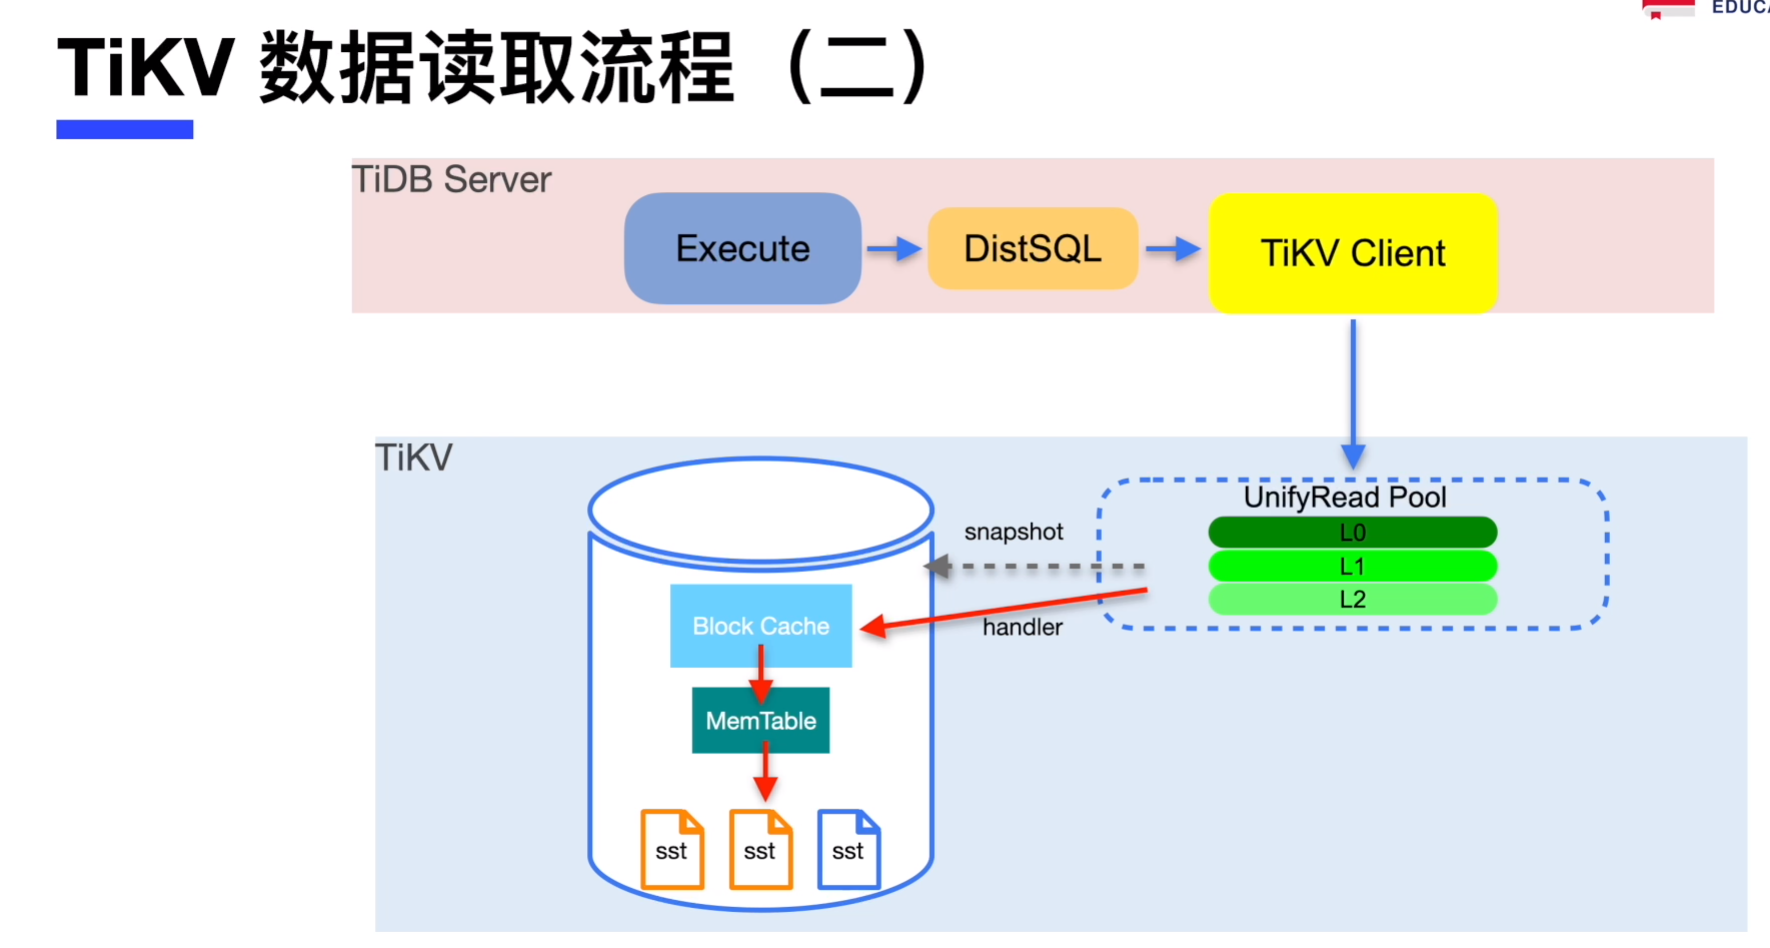 EDUCA
TiKV 数据读取流程（二）
TiDB Server
Execute
DistSQL
TiKV Client
TiKV
UnifyRead Pool
L0
L1
L2
snapshot
handler
Block Cache
MemTable
sst
sst
sst